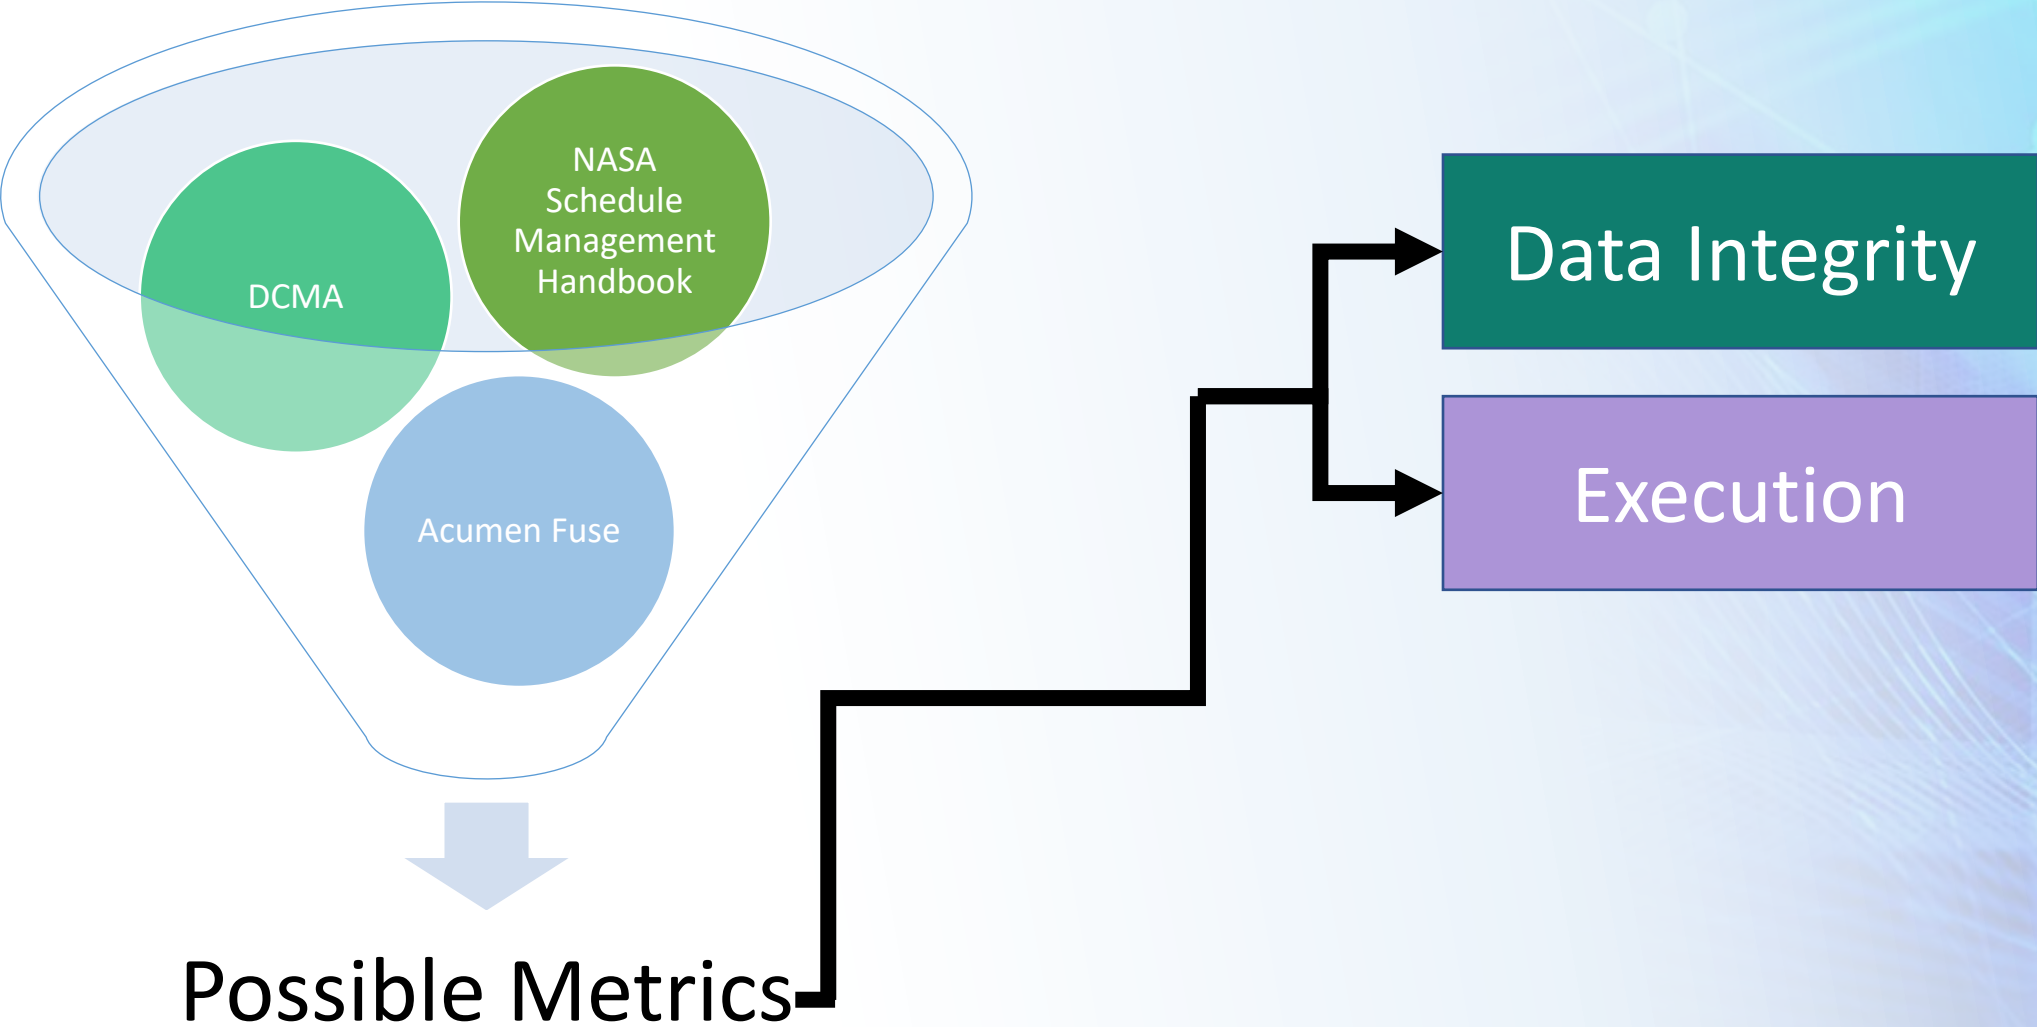 NASA
Schedule
Management
Handbook
DCMA
Acumen Fuse
Possible Metrics
Data Integrity
Execution